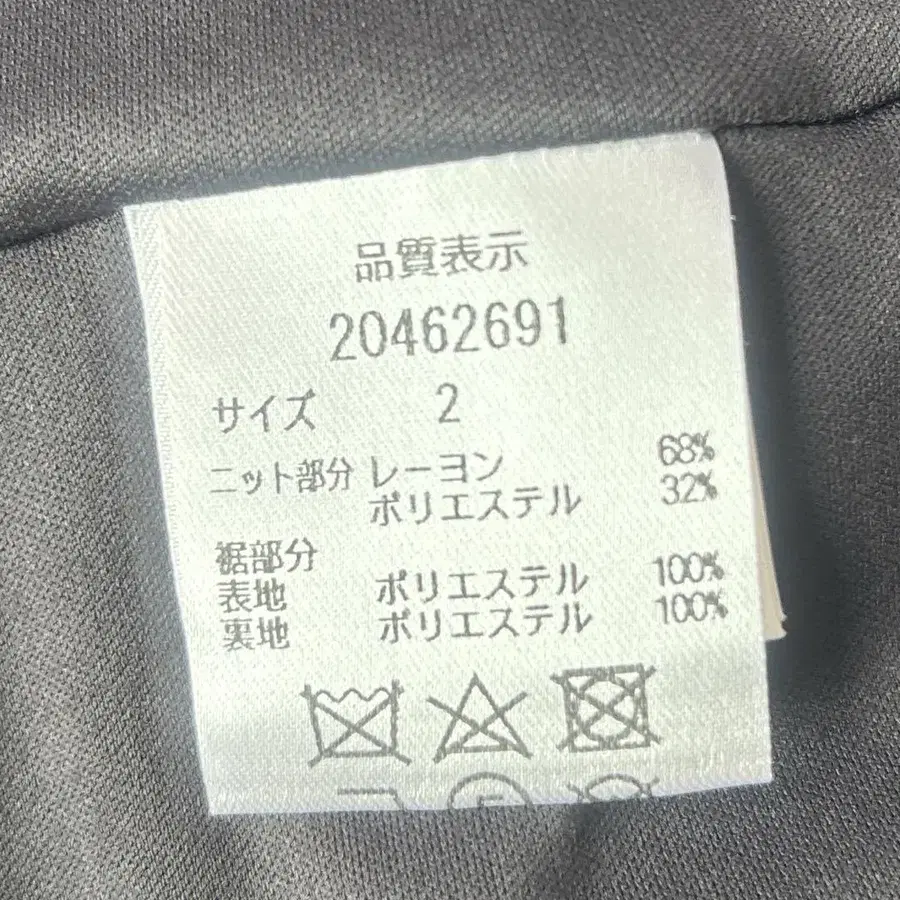 品質表示
20462691
サイズ 2
ニット部分 レーヨン 68%
ポリエステル 32%
裾部分
表地 ポリエステル 100%
裏地 ポリエステル 100%